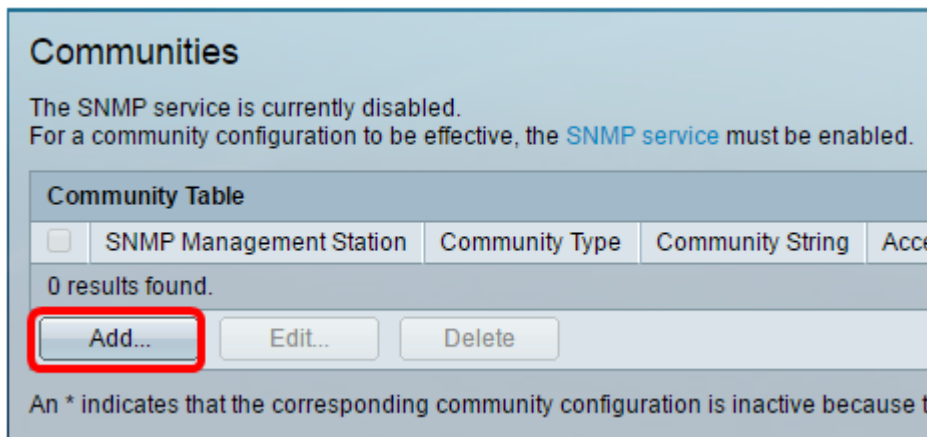 Communities
The SNMP service is currently disabled.
For a community configuration to be effective, the SNMP service must be enabled.
Community Table
SNMP Management Station Community Type Community String
0 results found.
Add... Edit... Delete
An * indicates that the corresponding community configuration is inactive because